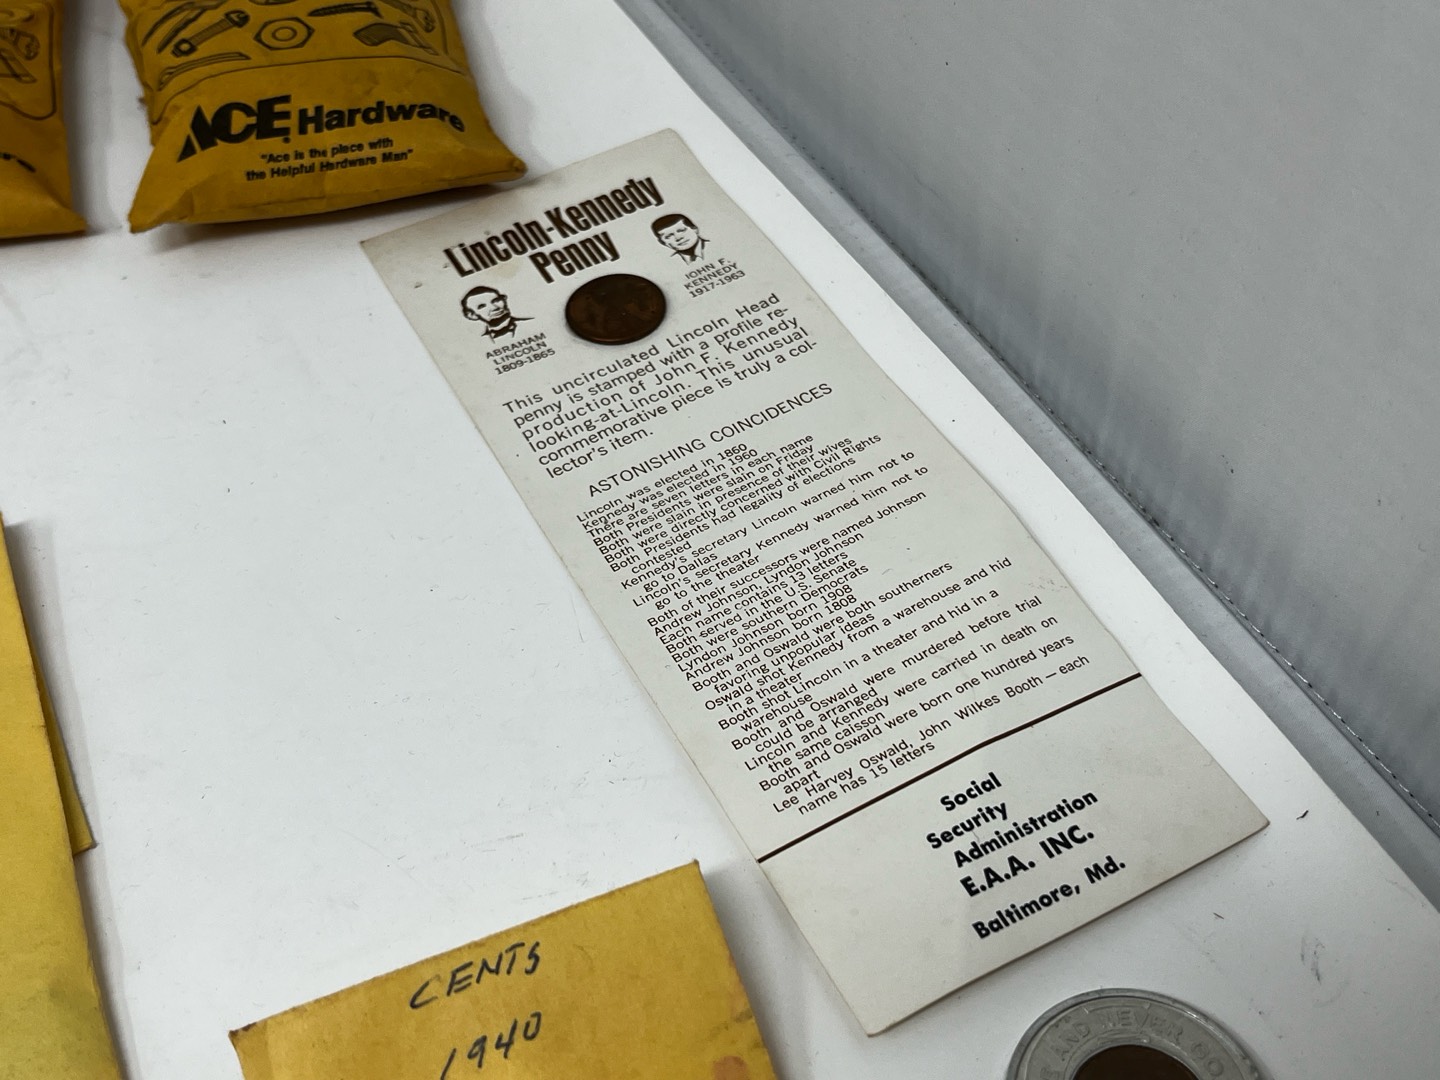 ACE Hardware
"Ace is the place with
the Helpful Hardware Man"
Lincoln-Kennedy
Penny
ABRAHAM
LINCOLN
1809-1865
JOHN F.
KENNEDY
1917-1963
This uncirculated Lincoln Head
penny is stamped with a profile re-
production of John F. Kennedy
looking-at-Lincoln. This unusual
commemorative piece is truly a col-
lector's item.
ASTONISHING COINCIDENCES
Lincoln was elected in 1860
Kennedy was elected in 1960
There are seven letters in each name
Both Presidents were slain on Friday
Both were slain in presence of their wives
Both were directly concerned with Civil Rights
Both Presidents had legality of elections
contested
Kennedy's secretary Lincoln warned him not to
go to Dallas
Lincoln's secretary Kennedy warned him not to
go to the theater
Both of their successors were named Johnson
Andrew Johnson, Lyndon Johnson
Each name contains 13 letters
Both served in the U.S. Senate
Both were southern Democrats
Lyndon Johnson born 1908
Andrew Johnson born 1808
Booth and Oswald were both southerners
favoring unpopular ideas
Oswald shot Kennedy from a warehouse and hid
in a theater
Booth shot Lincoln in a theater and hid in a
warehouse
Booth and Oswald were murdered before trial
could be arranged
Lincoln and Kennedy were carried in death on
the same caisson
Booth and Oswald were born one hundred years
apart
Lee Harvey Oswald, John Wilkes Booth — each
name has 15 letters
Social
Security
Administration
E.A.A. INC.
Baltimore, Md.
CENTS
1940
AND NEVER GO